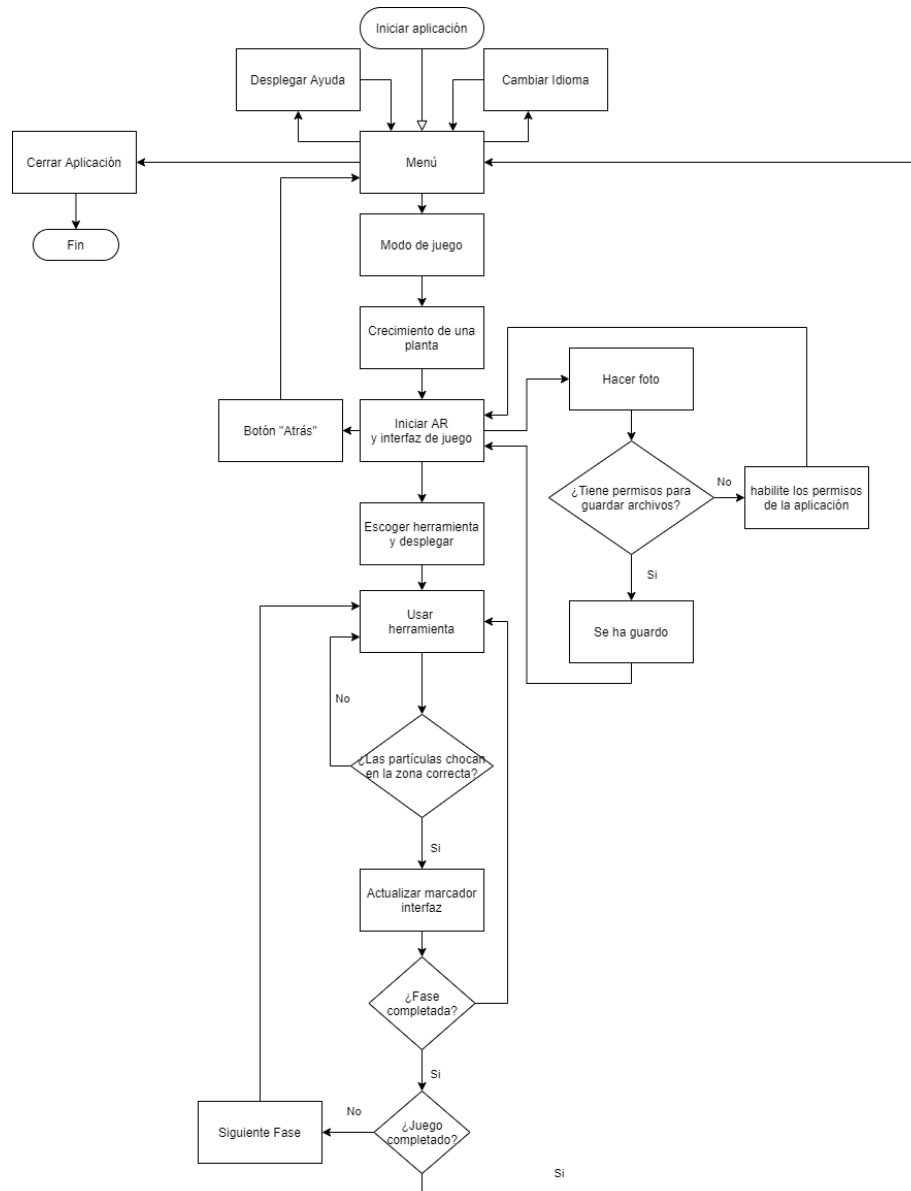 Iniciar aplicación
Desplegar Ayuda
Cambiar Idioma
Cerrar Aplicación
Menú
Fin
Modo de juego
Crecimiento de una
planta
Hacer foto
Botón "Atrás"
Iniciar AR
y interfaz de juego
¿Tiene permisos para
guardar archivos?
No
habilite los permisos
de la aplicación
Escoger herramienta
y desplegar
Si
Usar
herramienta
Se ha guardo
No
¿Las partículas chocan
en la zona correcta?
Si
Actualizar marcador
interfaz
¿Fase
completada?
Si
Siguiente Fase
No
¿Juego
completado?
Si